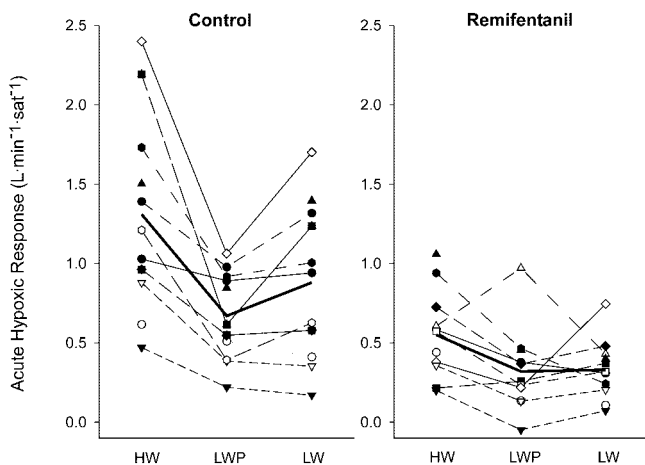 Control
Remifentanil
Acute Hypoxic Response (L·min⁻¹·sat⁻¹)
2.5
2.0
1.5
1.0
0.5
0.0
2.5
2.0
1.5
1.0
0.5
0.0
HW LWP LW
HW LWP LW